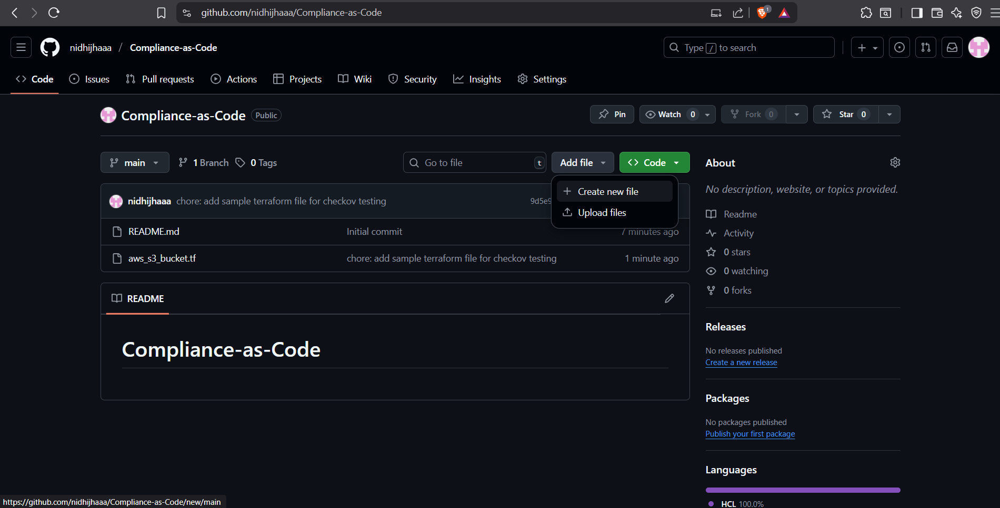 github.com/nidhijhaaa/Compliance-as-Code
1
nidhijhaaa / Compliance-as-Code
Type / to search
Code
Issues
Pull requests
Actions
Projects
Wiki
Security
Insights
Settings
Compliance-as-Code Public
Pin
Watch 0
Fork 0
Star 0
main
1 Branch
0 Tags
Go to file t
Add file
Code
Create new file
Upload files
nidhijhaaa chore: add sample terraform file for checkov testing 9d5e9
README.md Initial commit 7 minutes ago
aws_s3_bucket.tf chore: add sample terraform file for checkov testing 1 minute ago
README
Compliance-as-Code
About
No description, website, or topics provided.
Readme
Activity
0 stars
0 watching
0 forks
Releases
No releases published
Create a new release
Packages
No packages published
Publish your first package
Languages
HCL 100.0%
https://github.com/nidhijhaaa/Compliance-as-Code/new/main